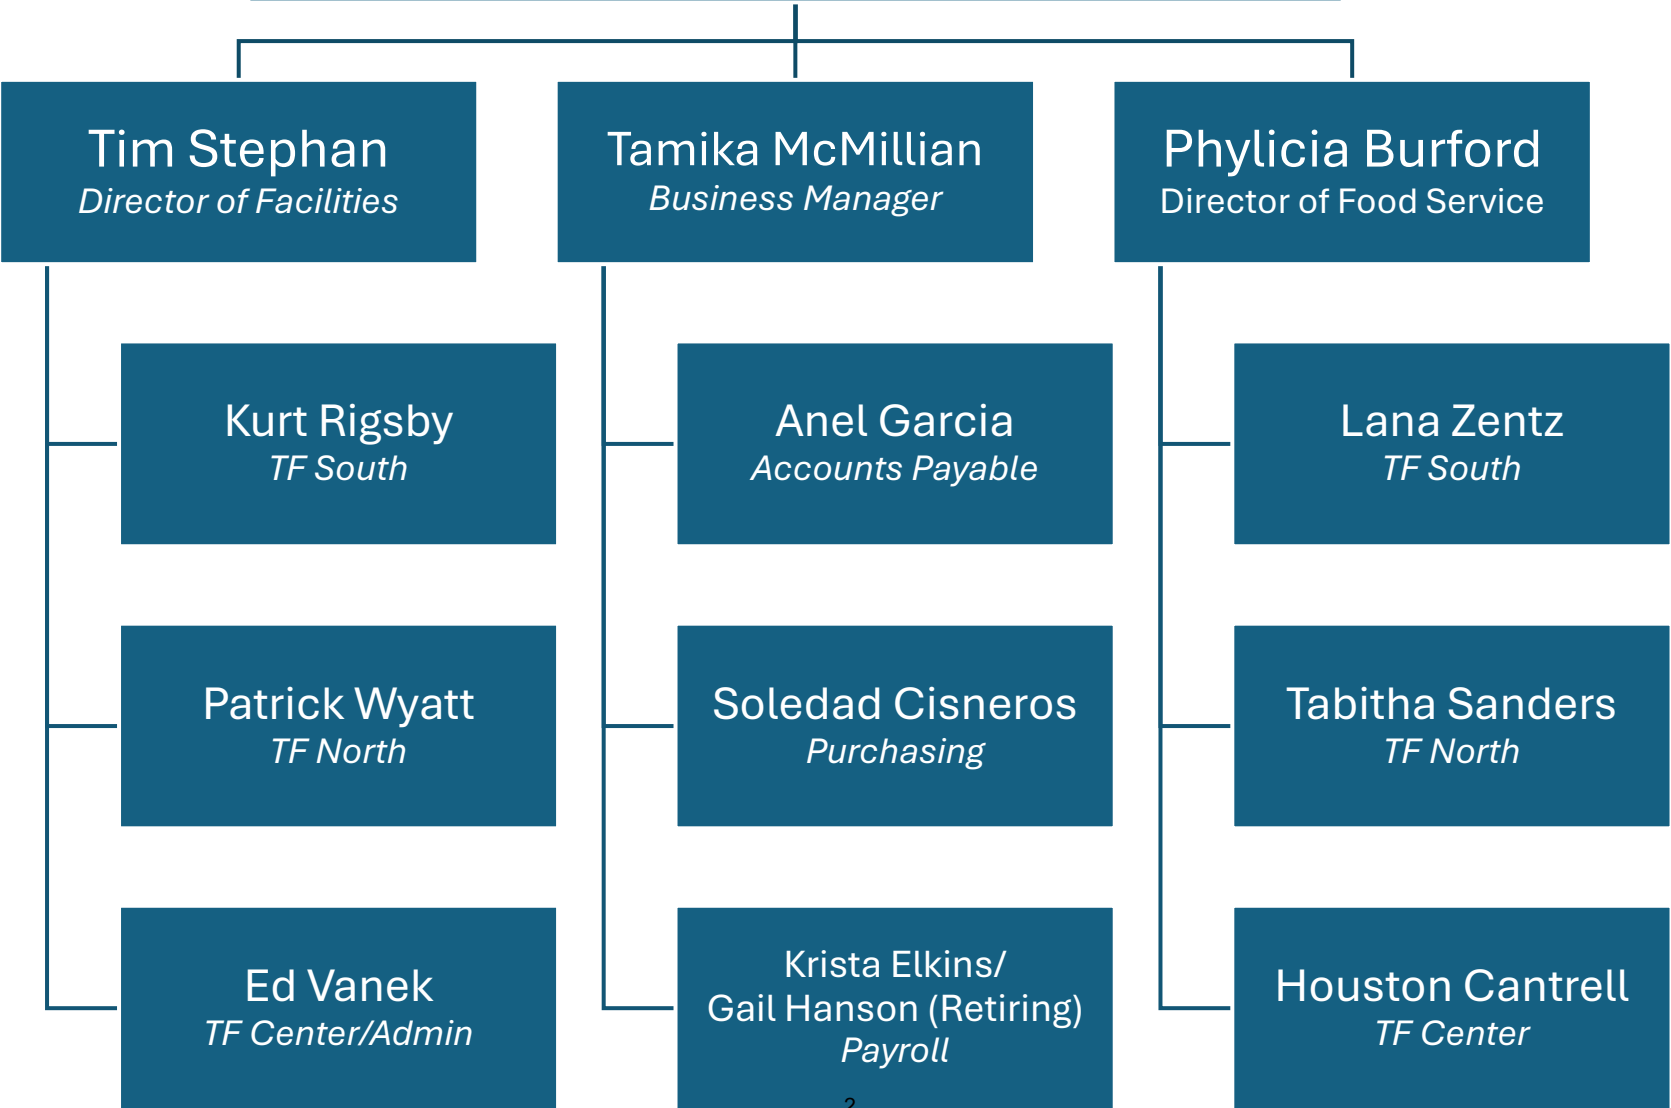 Tim Stephan
Director of Facilities
Tamika McMillian
Business Manager
Phylicia Burford
Director of Food Service
Kurt Rigsby
TF South
Anel Garcia
Accounts Payable
Lana Zentz
TF South
Patrick Wyatt
TF North
Soledad Cisneros
Purchasing
Tabitha Sanders
TF North
Ed Vanek
TF Center/Admin
Krista Elkins/
Gail Hanson (Retiring)
Payroll
Houston Cantrell
TF Center
2